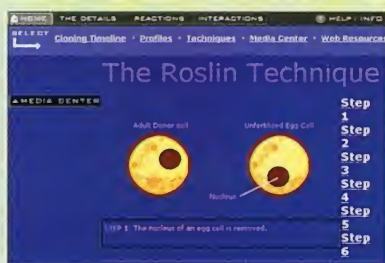 HOME THE DETAILS REACTIONS INTERACTIONS ? HELP / INFO
SELECT
Cloning Timeline • Profiles • Techniques • Media Center • Web Resources
The Roslin Technique
MEDIA CENTER
Adult Donor cell
Unfertilized Egg Cell
Nucleus
STEP 1 The nucleus of an egg cell is removed.
Step
1
Step
2
Step
3
Step
4
Step
5
Step
6